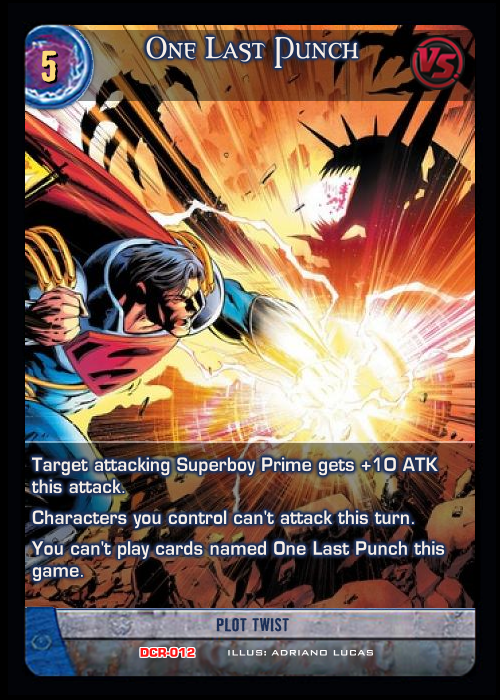 5
One Last Punch
VS
Target attacking Superboy Prime gets +10 ATK
this attack.
Characters you control can't attack this turn.
You can't play cards named One Last Punch this
game.
PLOT TWIST
DCR-012 ILLUS: ADRIANO LUCAS